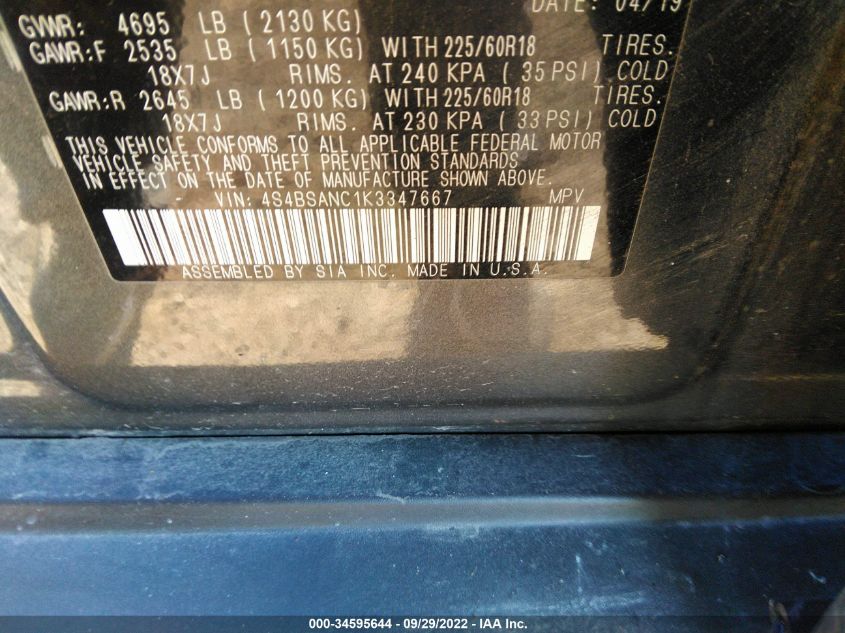 DATE: 04/19
GVWR: 4695 LB ( 2130 KG)
GAWR:F 2535 LB ( 1150 KG) WITH 225/60R18 TIRES.
18X7J RIMS. AT 240 KPA ( 35 PSI) COLD
GAWR:R 2645 LB ( 1200 KG) WITH 225/60R18 TIRES.
18X7J RIMS. AT 230 KPA ( 33 PSI) COLD
THIS VEHICLE CONFORMS TO ALL APPLICABLE FEDERAL MOTOR
VEHICLE SAFETY AND THEFT PREVENTION STANDARDS
IN EFFECT ON THE DATE OF MANUFACTURE SHOWN ABOVE.
- VIN: 4S4BSANC1K3347667 MPV
ASSEMBLED BY SIA INC. MADE IN U.S.A.
000-34595644 - 09/29/2022 - IAA Inc.